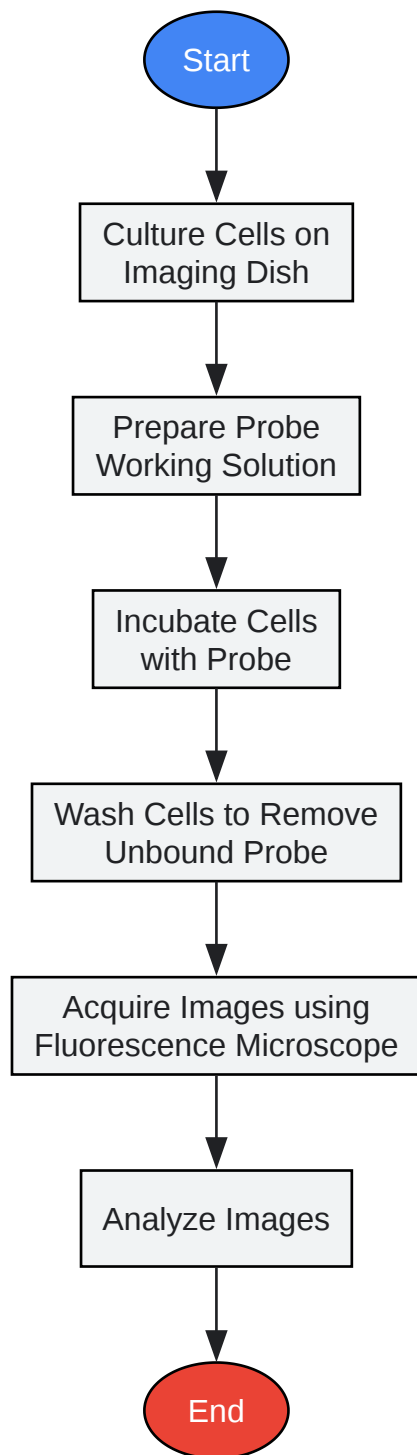 Start
Culture Cells on
Imaging Dish
Prepare Probe
Working Solution
Incubate Cells
with Probe
Wash Cells to Remove
Unbound Probe
Acquire Images using
Fluorescence Microscope
Analyze Images
End